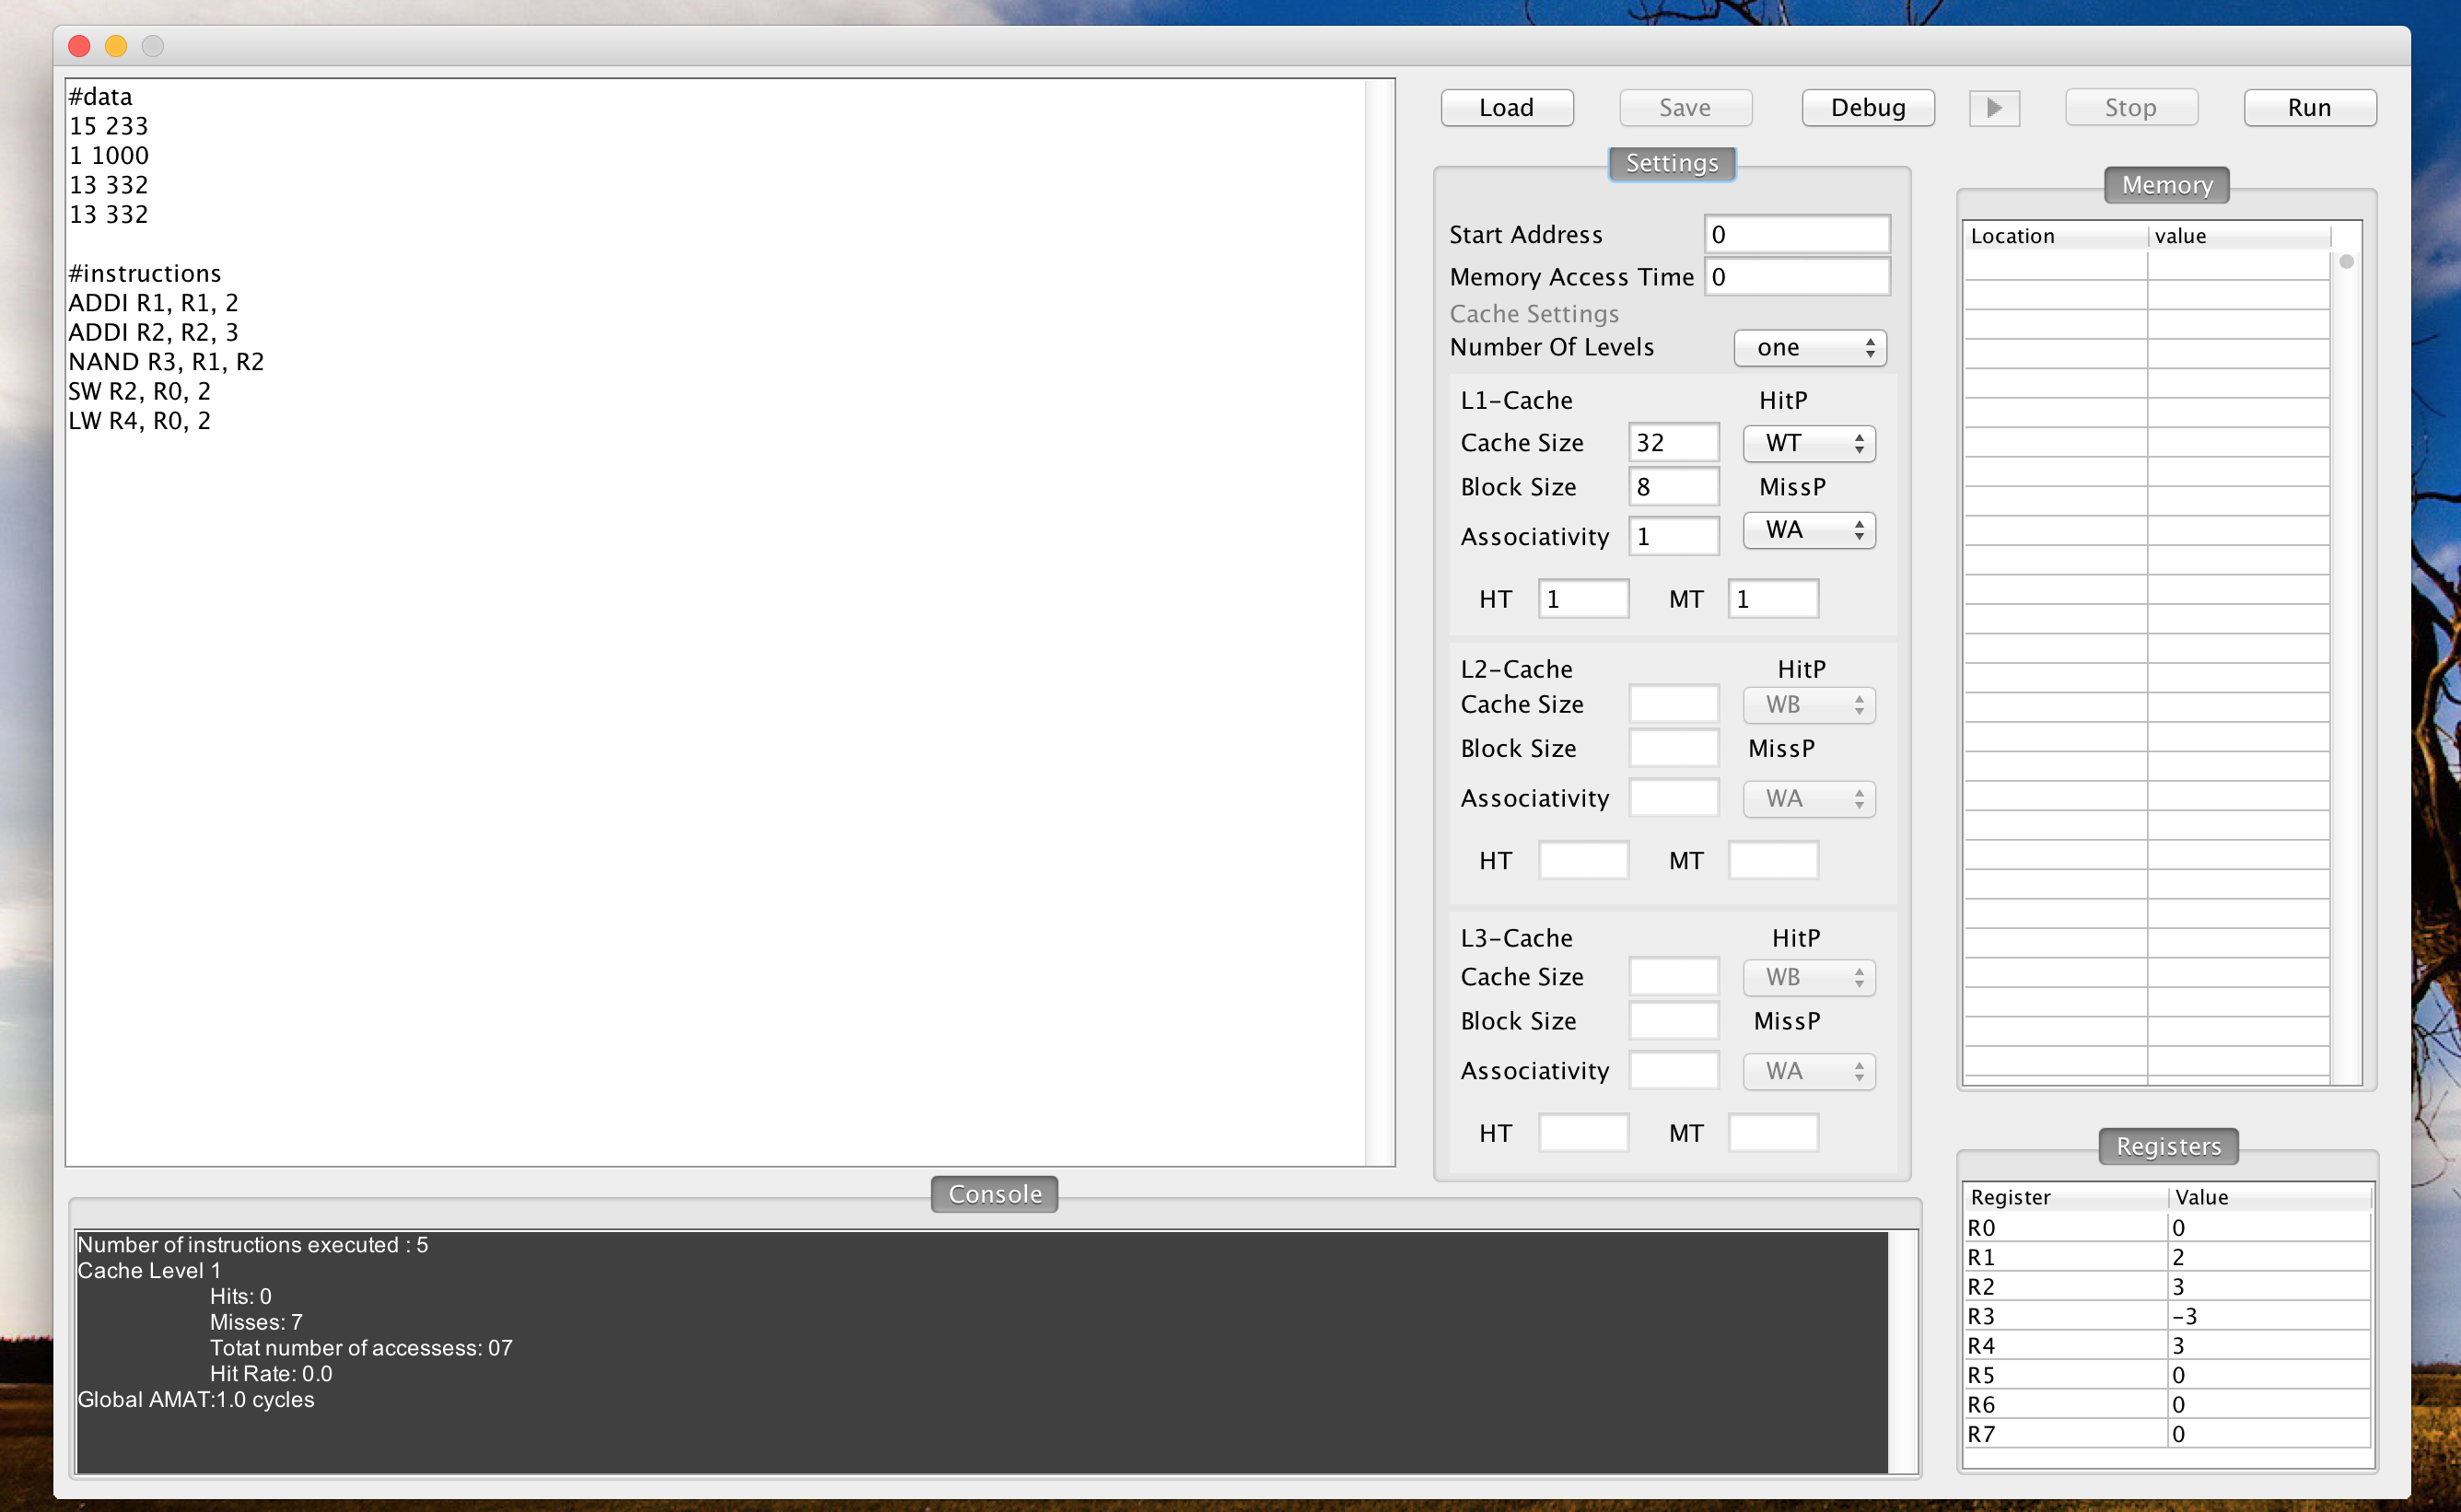 #data
15 233
1 1000
13 332
13 332
#instructions
ADDI R1, R1, 2
ADDI R2, R2, 3
NAND R3, R1, R2
SW R2, R0, 2
LW R4, R0, 2
Load Save Debug Stop Run
Settings
Start Address 0
Memory Access Time 0
Cache Settings
Number Of Levels one
L1-Cache HitP
Cache Size 32 WT
Block Size 8 MissP
Associativity 1 WA
HT 1 MT 1
L2-Cache HitP
Cache Size WB
Block Size MissP
Associativity WA
HT MT
L3-Cache HitP
Cache Size WB
Block Size MissP
Associativity WA
HT MT
Memory
Location value
Console
Number of instructions executed : 5
Cache Level 1
Hits: 0
Misses: 7
Totat number of accessess: 07
Hit Rate: 0.0
Global AMAT:1.0 cycles
Registers
Register Value
R0 0
R1 2
R2 3
R3 -3
R4 3
R5 0
R6 0
R7 0